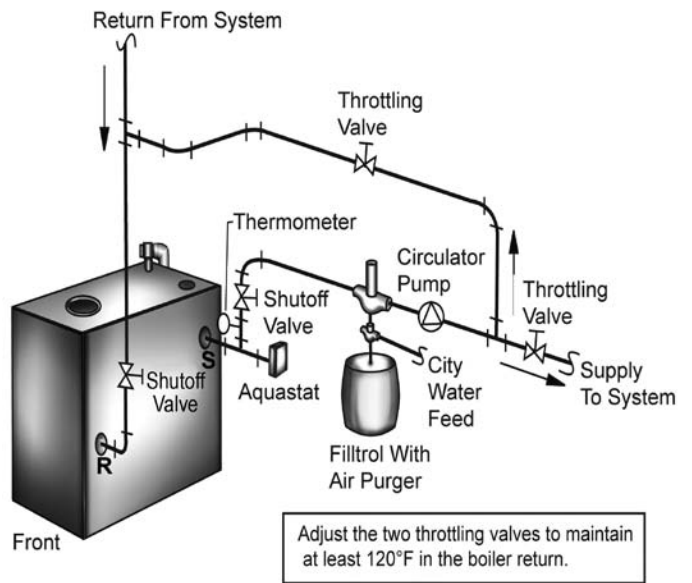 Return From System
Throttling
Valve
Thermometer
Circulator
Pump
Shutoff
Valve
Throttling
Valve
S
Aquastat
City
Water
Feed
Supply
To System
Shutoff
Valve
R
Filltrol With
Air Purger
Front
Adjust the two throttling valves to maintain
at least 120°F in the boiler return.